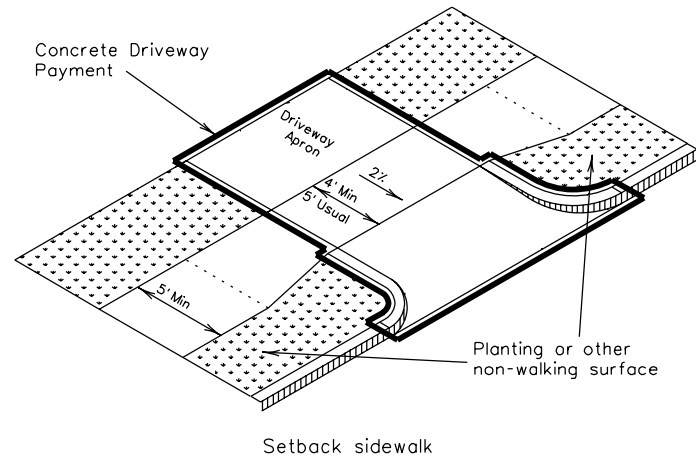 Concrete Driveway
Payment
Driveway
Apron
2%
4' Min
5' Usual
5' Min
Planting or other
non-walking surface
Setback sidewalk